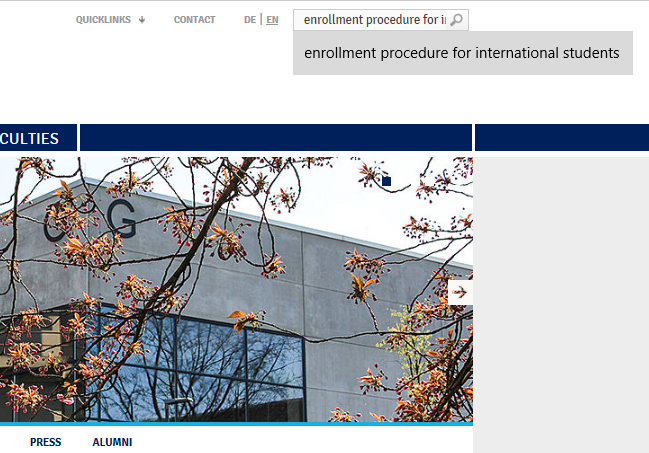 QUICKLINKS CONTACT DE | EN enrollment procedure for i
enrollment procedure for international students
CULTIES
G
PRESS ALUMNI